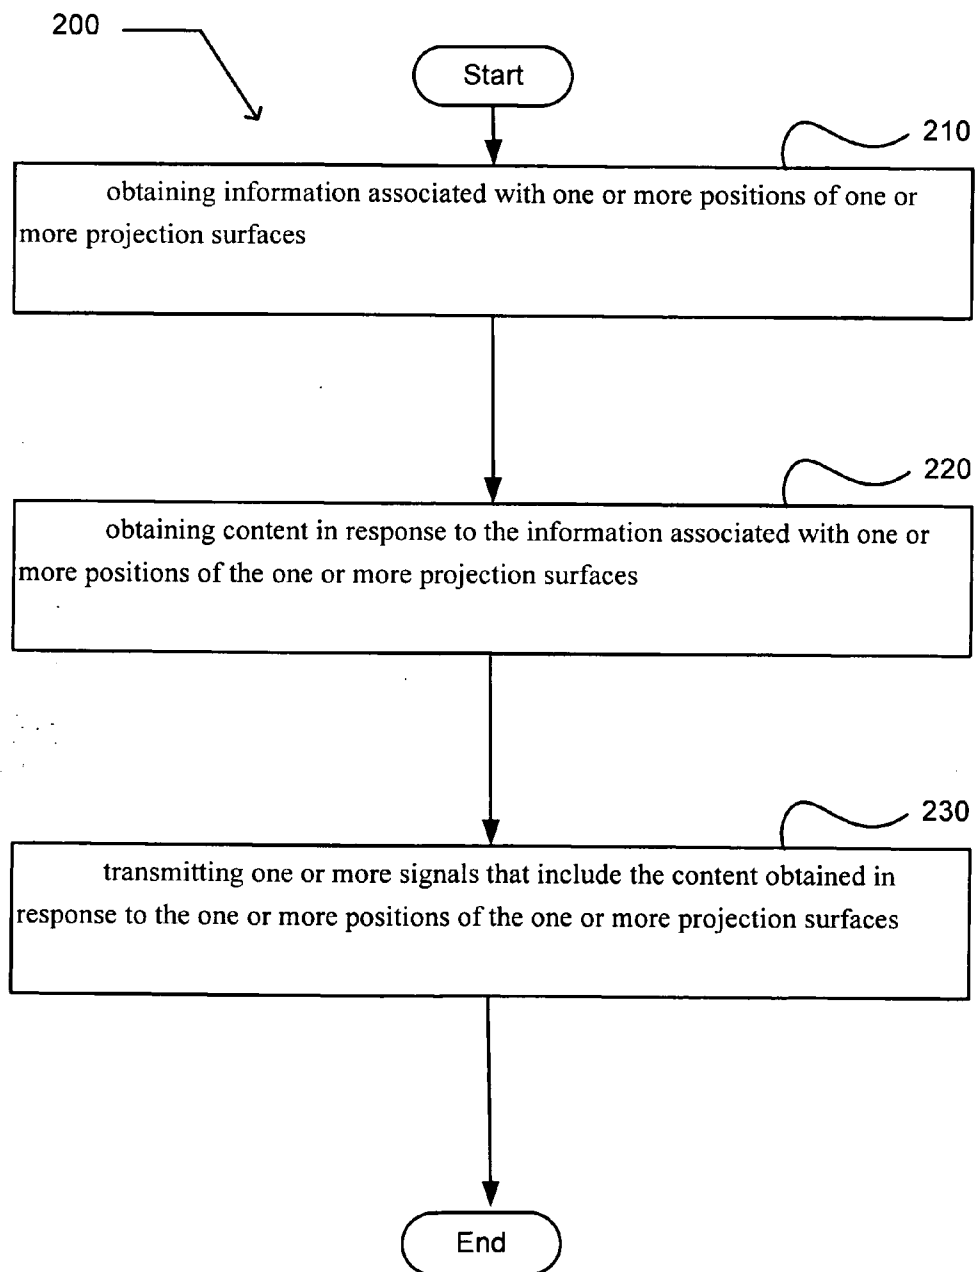 200
Start
210
obtaining information associated with one or more positions of one or
more projection surfaces
220
obtaining content in response to the information associated with one or
more positions of the one or more projection surfaces
230
transmitting one or more signals that include the content obtained in
response to the one or more positions of the one or more projection surfaces
End